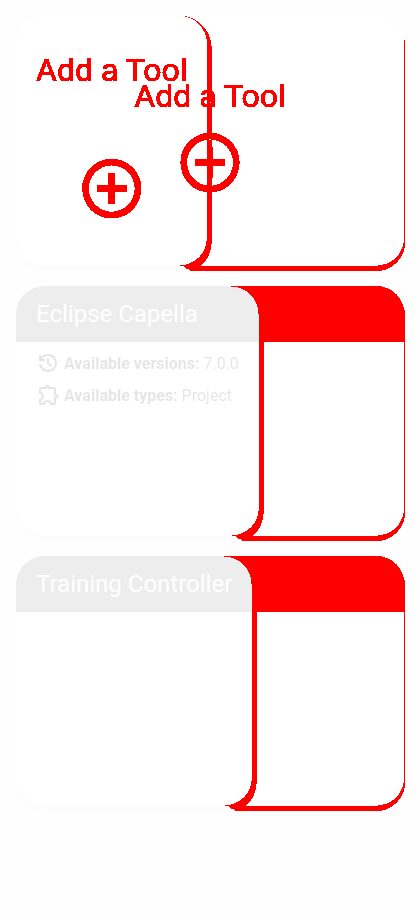 Add a Tool
Add a Tool
Eclipse Capella
Available versions: 7.0.0
Available types: Project
Training Controller